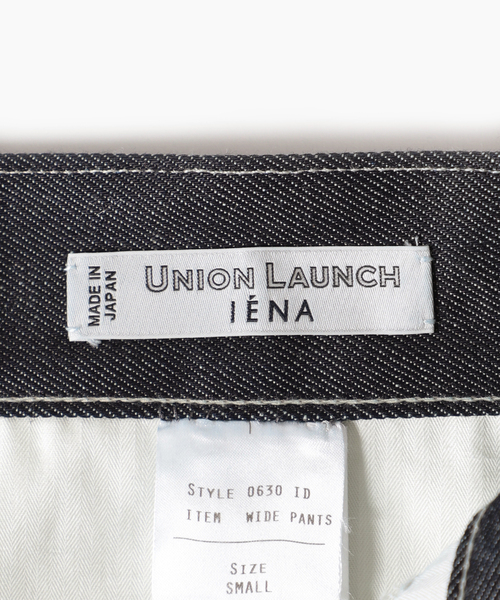 MADE IN
JAPAN
UNION LAUNCH
IÉNA
STYLE 0630 ID
ITEM WIDE PANTS
SIZE
SMALL